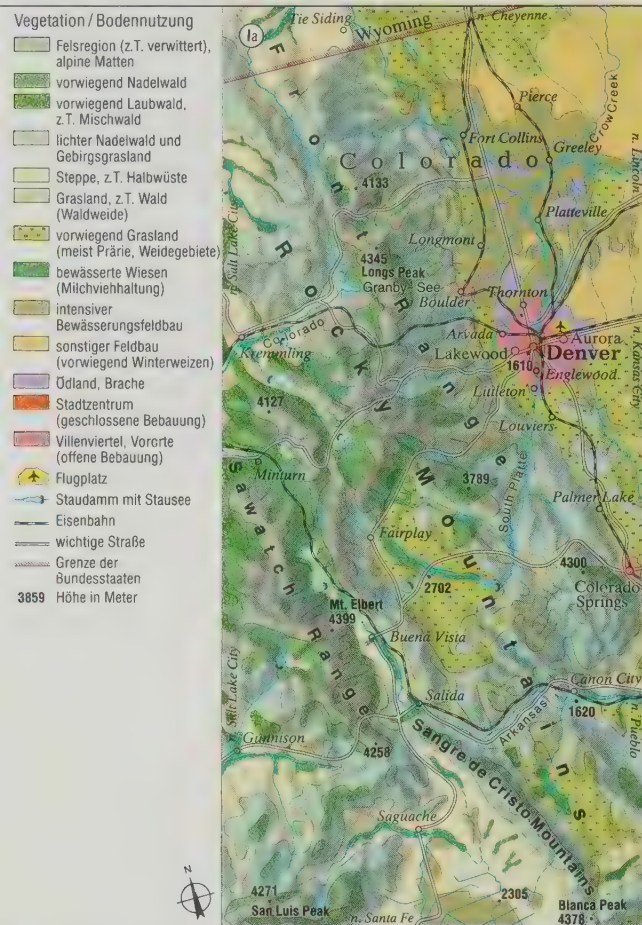 Vegetation / Bodennutzung
Felsregion (z.T. verwittert),
alpine Matten
vorwiegend Nadelwald
vorwiegend Laubwald,
z.T. Mischwald
lichter Nadelwald und
Gebirgsgrasland
Steppe, z.T. Halbwüste
Grasland, z.T. Wald
(Waldweide)
vorwiegend Grasland
(meist Prärie, Weidegebiete)
bewässerte Wiesen
(Milchviehhaltung)
intensiver
Bewässerungsfeldbau
sonstiger Feldbau
(vorwiegend Winterweizen)
Ödland, Brache
Stadtzentrum
(geschlossene Bebauung)
Villenviertel, Vororte
(offene Bebauung)
Flugplatz
Staudamm mit Stausee
Eisenbahn
wichtige Straße
Grenze der
Bundesstaaten
3859 Höhe in Meter
N
Ia
Tie Siding
Wyoming
n. Cheyenne
Front Range
Rocky Mountains
Pierce
Crow Creek
Fort Collins
Greeley
n. Lincoln
Colorado
4133
Platteville
n. Salt Lake City
Longmont
4345
Longs Peak
Granby-See
Boulder
Thornton
Colorado
Arvada
Aurora
Kremmling
Lakewood
Denver
1610
Englewood
Kansas City
Littleton
4127
Louviers
Minturn
3789
South Platte
Palmer Lake
Sawatch Range
Fairplay
4300
2702
Colorado
Springs
Mt. Elbert
4399
Buena Vista
Canon City
n. Salt Lake City
Salida
Arkansas
1620
n. Pueblo
Gunnison
4258
Sangre de Cristo Mountains
Saguache
4271
San Luis Peak
n. Santa Fe
2305
Blanca Peak
4378